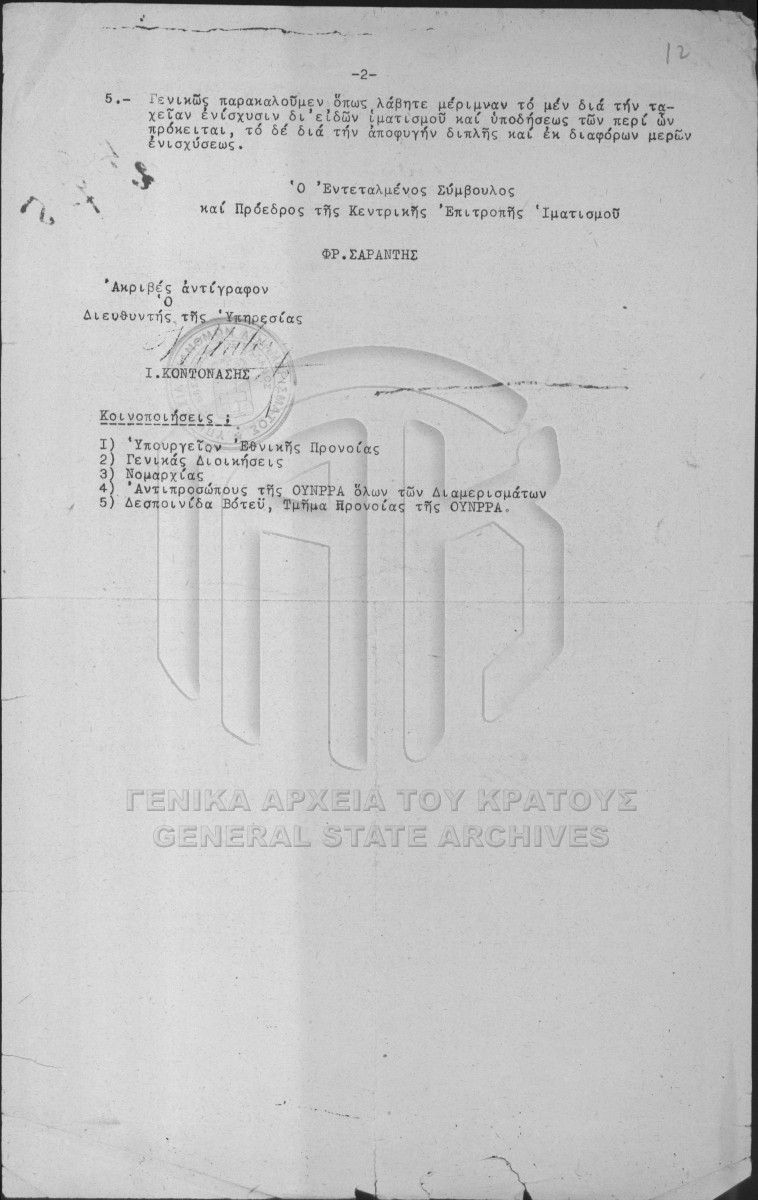 12
-2-
5.- Γενικῶς παρακαλοῦμεν ὅπως λάβητε μέριμναν τό μέν διά τήν τα-
χεῖαν ἐνίσχυσιν δι'εἰδῶν ἱματισμοῦ καί ὑποδήσεως τῶν περί ὧν
πρόκειται, τό δέ διά τήν ἀποφυγήν διπλῆς καί ἐκ διαφόρων μερῶν
ἐνισχύσεως.
Ὁ Ἐντεταλμένος Σύμβουλος
καί Πρόεδρος τῆς Κεντρικῆς Ἐπιτροπῆς Ἱματισμοῦ
ΦΡ.ΣΑΡΑΝΤΗΣ
Ἀκριβές ἀντίγραφον
Ὁ
Διευθυντής τῆς Ὑπηρεσίας
Ι.ΚΟΝΤΟΝΑΣΗΣ
Κοινοποιήσεις :
Ι) Ὑπουργεῖον Ἐθνικῆς Προνοίας
2) Γενικάς Διοικήσεις
3) Νομαρχίας
4) Ἀντιπροσώπους τῆς ΟΥΝΡΡΑ ὅλων τῶν Διαμερισμάτων
5) Δεσποινίδα Βότεϋ, Τμῆμα Προνοίας τῆς ΟΥΝΡΡΑ.
ΓΕΝΙΚΑ ΑΡΧΕΙΑ ΤΟΥ ΚΡΑΤΟΥΣ
GENERAL STATE ARCHIVES